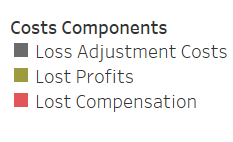 Costs Components
Loss Adjustment Costs
Lost Profits
Lost Compensation